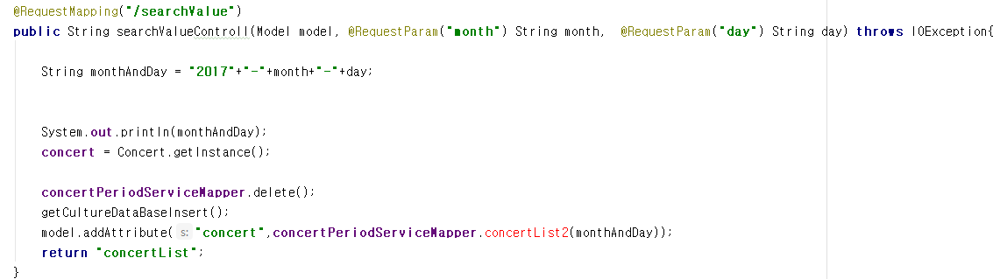 @RequestMapping("/searchValue")
public String searchValueControll(Model model, @RequestParam("month") String month,  @RequestParam("day") String day) throws IOException{
String monthAndDay = "2017"+"-"+month+"-"+day;
System.out.println(monthAndDay);
concert = Concert.getInstance();
concertPeriodServiceMapper.delete();
getCultureDataBaseInsert();
model.addAttribute( s: "concert",concertPeriodServiceMapper.concertList2(monthAndDay));
return "concertList";
}